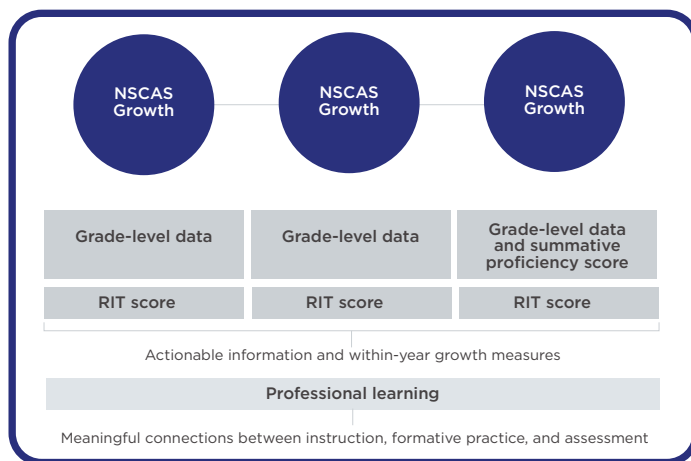 NSCAS
Growth
NSCAS
Growth
NSCAS
Growth
Grade-level data
Grade-level data
Grade-level data
and summative
proficiency score
RIT score
RIT score
RIT score
Actionable information and within-year growth measures
Professional learning
Meaningful connections between instruction, formative practice, and assessment